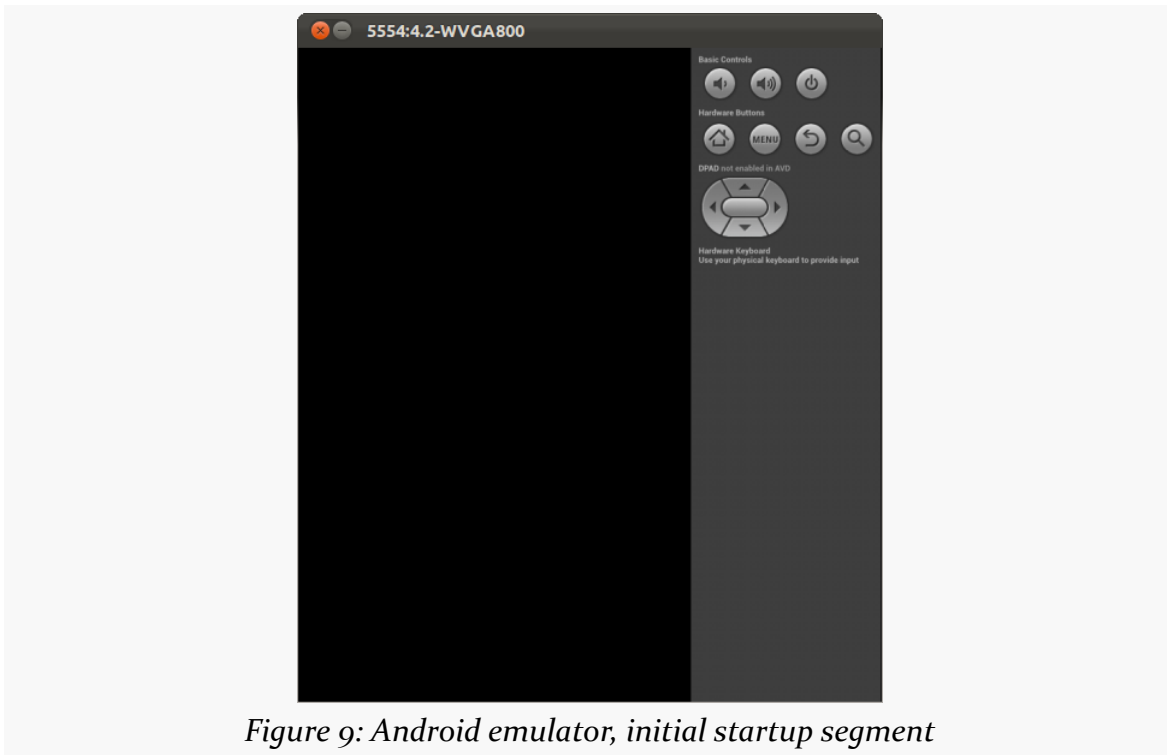 5554:4.2-WVGA800
Basic Controls
Hardware Buttons
MENU
DPAD not enabled in AVD
Hardware Keyboard
Use your physical keyboard to provide input
Figure 9: Android emulator, initial startup segment